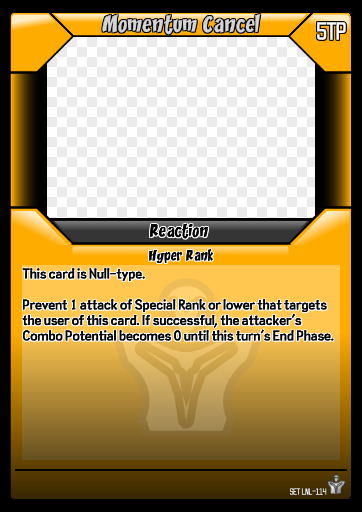 Momentum Cancel
5TP
Reaction
Hyper Rank
This card is Null-type.
Prevent 1 attack of Special Rank or lower that targets
the user of this card. If successful, the attacker's
Combo Potential becomes 0 until this turn's End Phase.
SET LNL-114